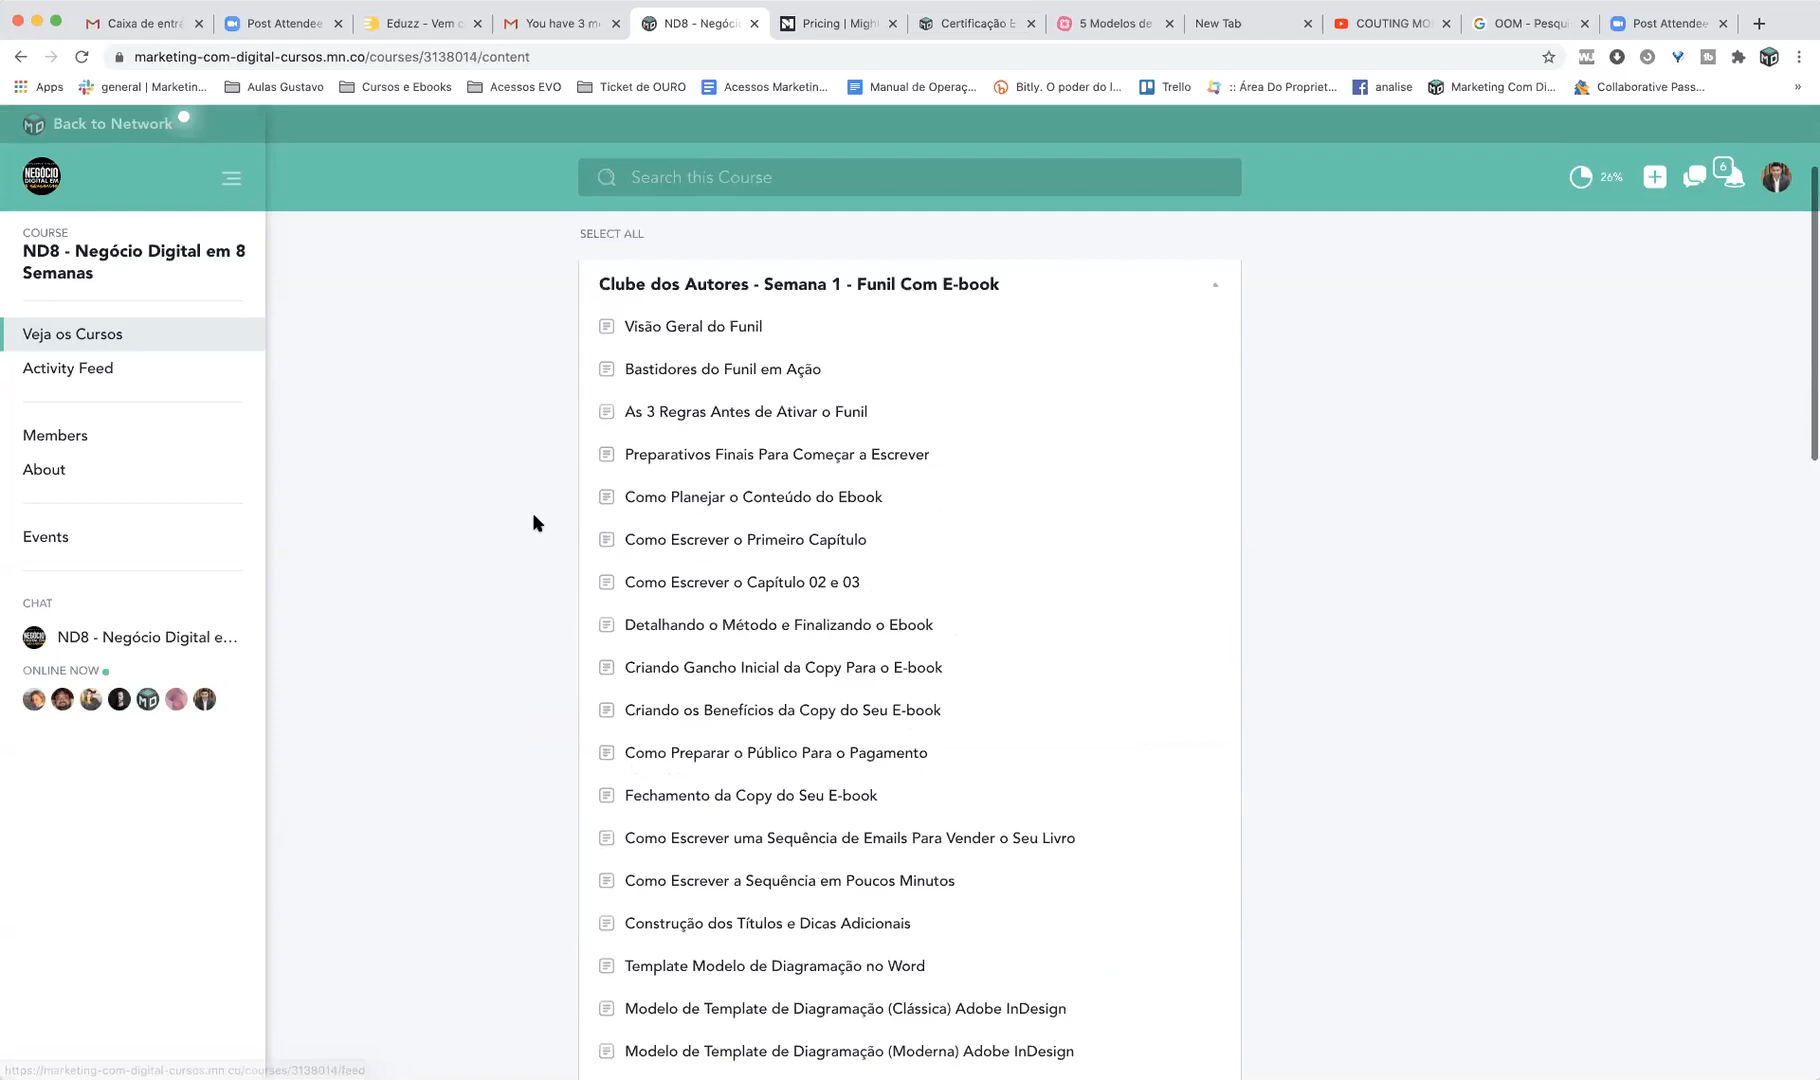 Caixa de entra
Post Attendee
Eduzz - Vem c
You have 3 m
ND8 - Negócio
Pricing | Might
Certificação E
5 Modelos de
New Tab
COUTING MO
OOM - Pesqui
Post Attendee
marketing-com-digital-cursos.mn.co/courses/3138014/content
Apps
general | Marketin...
Aulas Gustavo
Cursos e Ebooks
Acessos EVO
Ticket de OURO
Acessos Marketin...
Manual de Operaç...
Bitly. O poder do l...
Trello
:: Área Do Propriet...
analise
Marketing Com Di...
Collaborative Pass...
»
Back to Network
NEGÓCIO
DIGITAL EM
Search this Course
26%
6
COURSE
ND8 - Negócio Digital em 8
Semanas
Veja os Cursos
Activity Feed
Members
About
Events
CHAT
ND8 - Negócio Digital e...
ONLINE NOW
SELECT ALL
Clube dos Autores - Semana 1 - Funil Com E-book
Visão Geral do Funil
Bastidores do Funil em Ação
As 3 Regras Antes de Ativar o Funil
Preparativos Finais Para Começar a Escrever
Como Planejar o Conteúdo do Ebook
Como Escrever o Primeiro Capítulo
Como Escrever o Capítulo 02 e 03
Detalhando o Método e Finalizando o Ebook
Criando Gancho Inicial da Copy Para o E-book
Criando os Benefícios da Copy do Seu E-book
Como Preparar o Público Para o Pagamento
Fechamento da Copy do Seu E-book
Como Escrever uma Sequência de Emails Para Vender o Seu Livro
Como Escrever a Sequência em Poucos Minutos
Construção dos Títulos e Dicas Adicionais
Template Modelo de Diagramação no Word
Modelo de Template de Diagramação (Clássica) Adobe InDesign
Modelo de Template de Diagramação (Moderna) Adobe InDesign
https://marketing-com-digital-cursos.mn.co/courses/3138014/feed